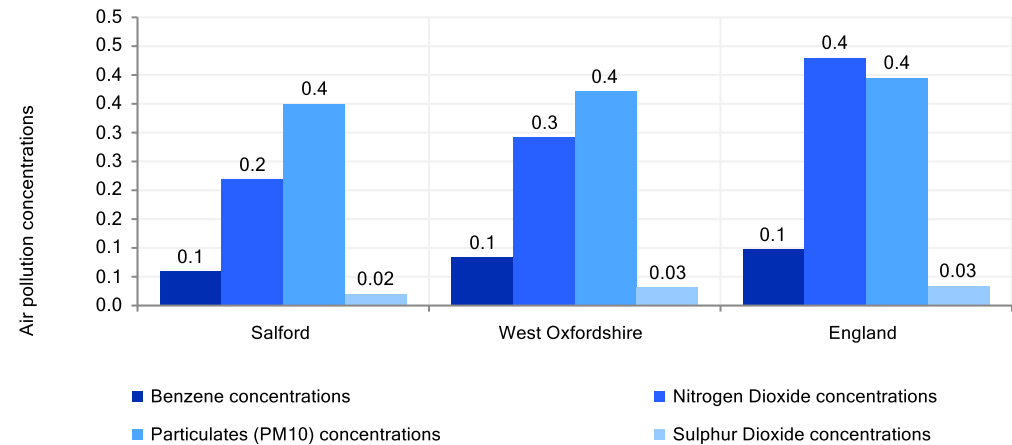 Air pollution concentrations
0.5
0.5
0.4
0.4
0.3
0.3
0.2
0.2
0.1
0.1
0.0
0.1
0.2
0.4
0.02
0.1
0.3
0.4
0.03
0.1
0.4
0.4
0.03
Salford
West Oxfordshire
England
Benzene concentrations
Nitrogen Dioxide concentrations
Particulates (PM10) concentrations
Sulphur Dioxide concentrations